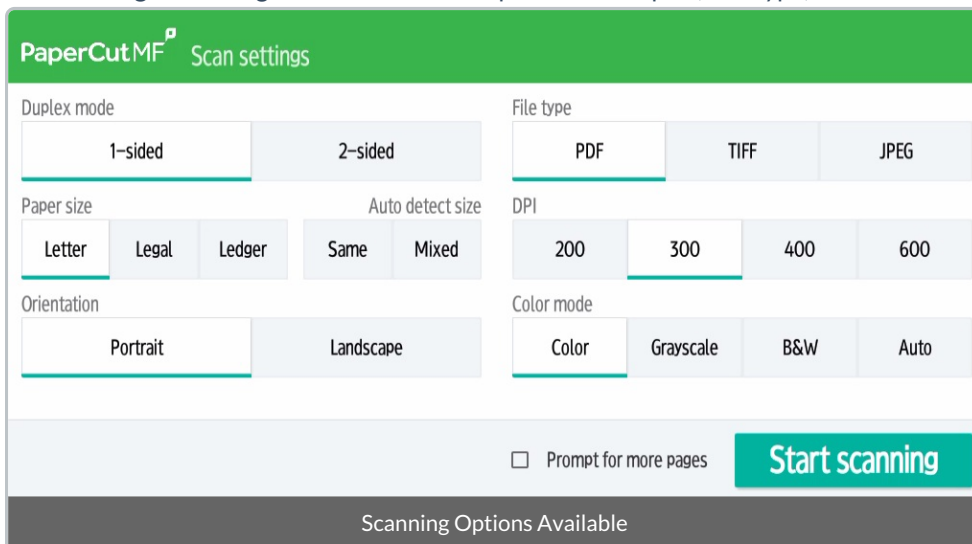 PaperCut MF Scan settings
Duplex mode
1-sided 2-sided
File type
PDF TIFF JPEG
Paper size Auto detect size
Letter Legal Ledger Same Mixed
DPI
200 300 400 600
Orientation
Portrait Landscape
Color mode
Color Grayscale B&W Auto
Prompt for more pages Start scanning
Scanning Options Available